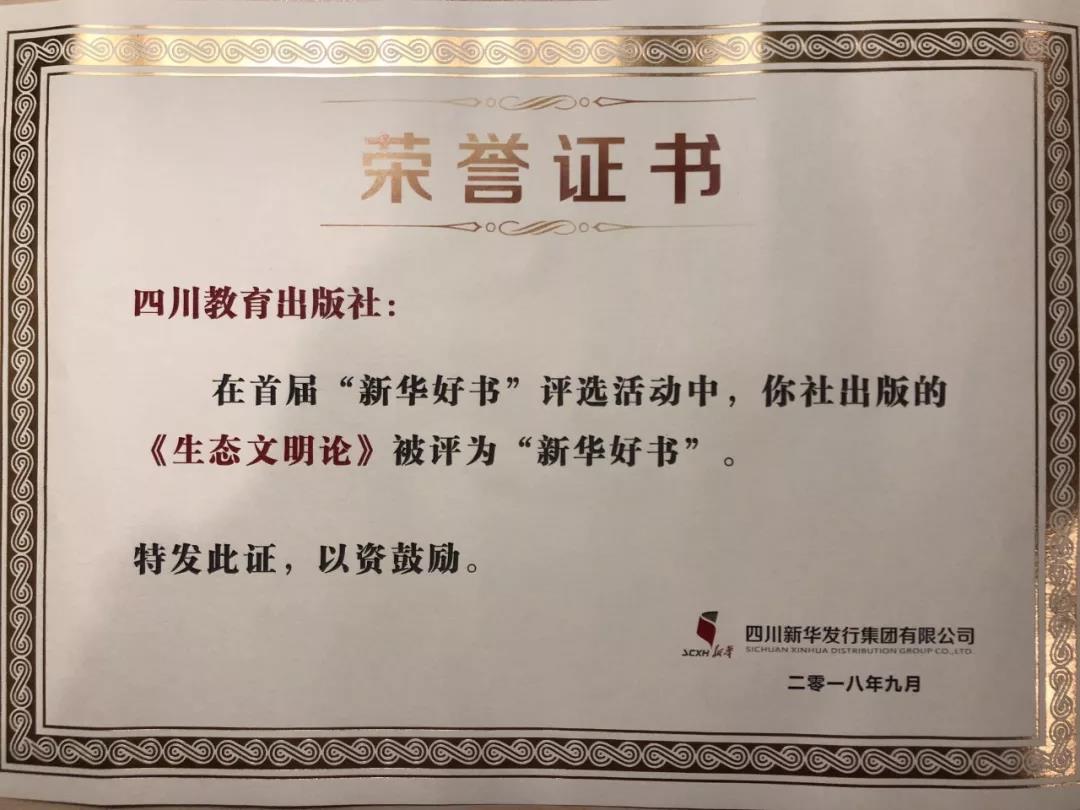 荣誉证书
四川教育出版社：
在首届“新华好书”评选活动中，你社出版的
《生态文明论》被评为“新华好书”。
特发此证，以资鼓励。
SCXH 新华
四川新华发行集团有限公司
SICHUAN XINHUA DISTRIBUTION GROUP CO.,LTD.
二零一八年九月